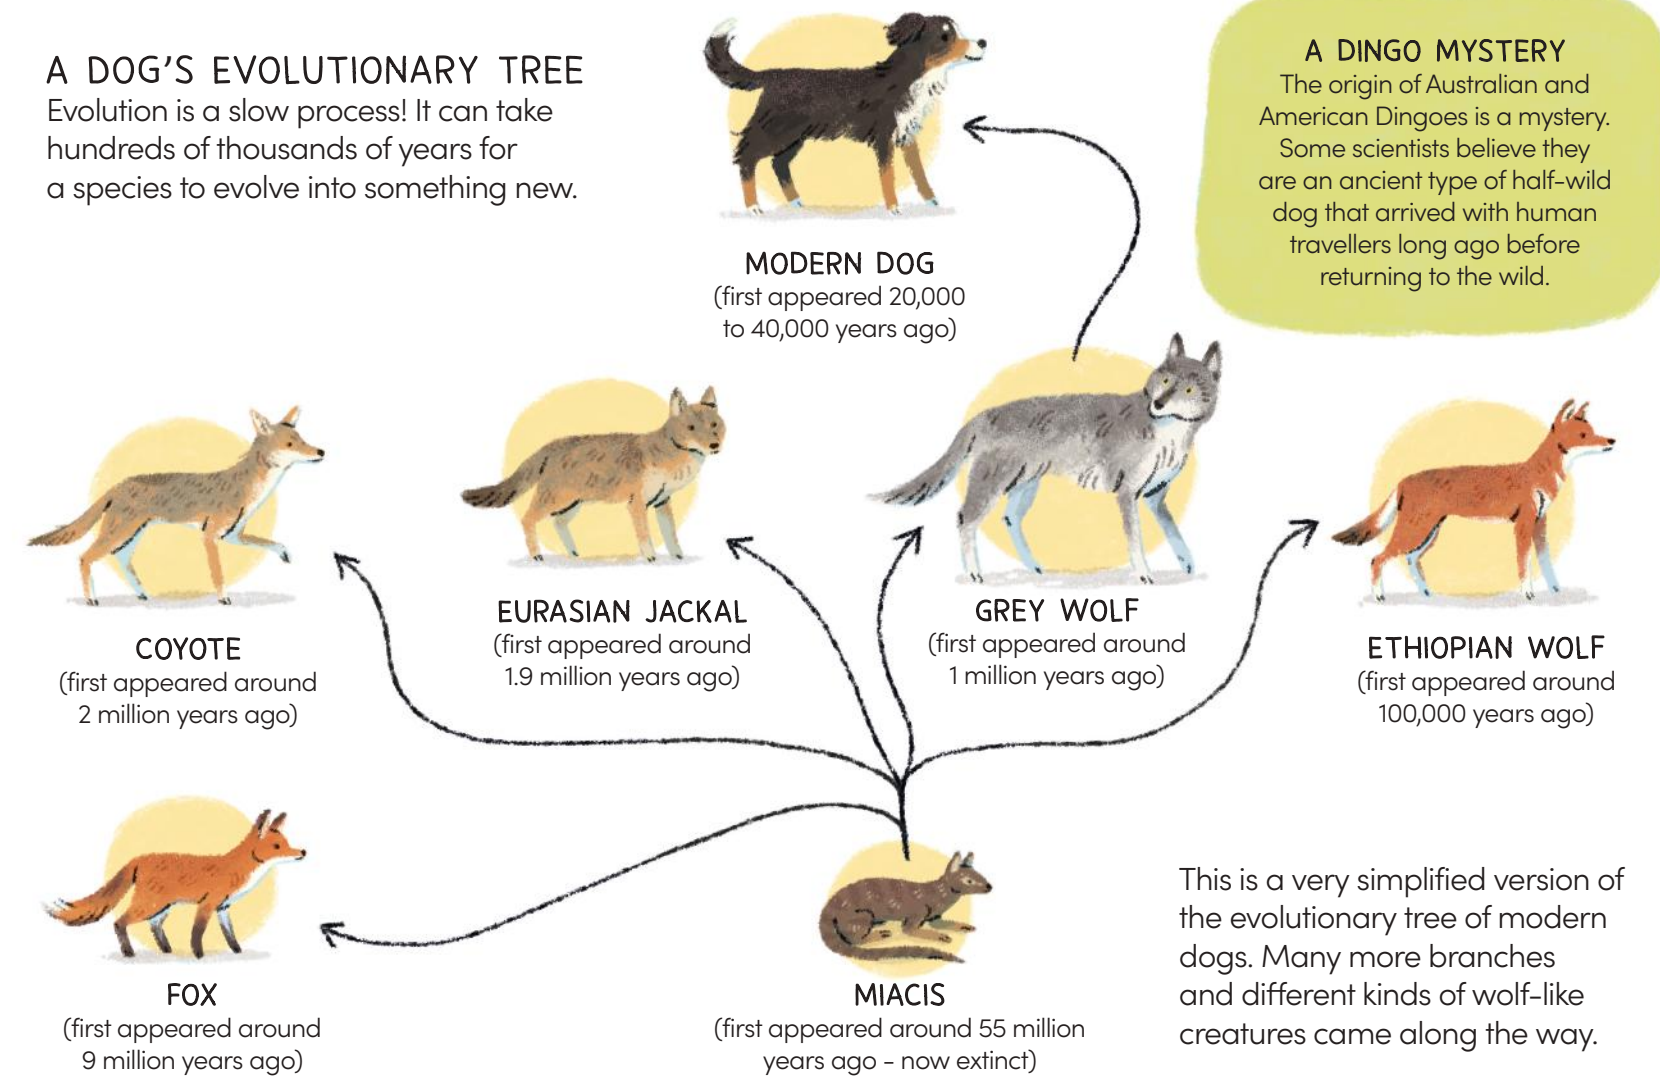 A DOG'S EVOLUTIONARY TREE
Evolution is a slow process! It can take
hundreds of thousands of years for
a species to evolve into something new.
A DINGO MYSTERY
The origin of Australian and
American Dingoes is a mystery.
Some scientists believe they
are an ancient type of half-wild
dog that arrived with human
travellers long ago before
returning to the wild.
MODERN DOG
(first appeared 20,000
to 40,000 years ago)
COYOTE
(first appeared around
2 million years ago)
EURASIAN JACKAL
(first appeared around
1.9 million years ago)
GREY WOLF
(first appeared around
1 million years ago)
ETHIOPIAN WOLF
(first appeared around
100,000 years ago)
FOX
(first appeared around
9 million years ago)
MIACIS
(first appeared around 55 million
years ago - now extinct)
This is a very simplified version of
the evolutionary tree of modern
dogs. Many more branches
and different kinds of wolf-like
creatures came along the way.